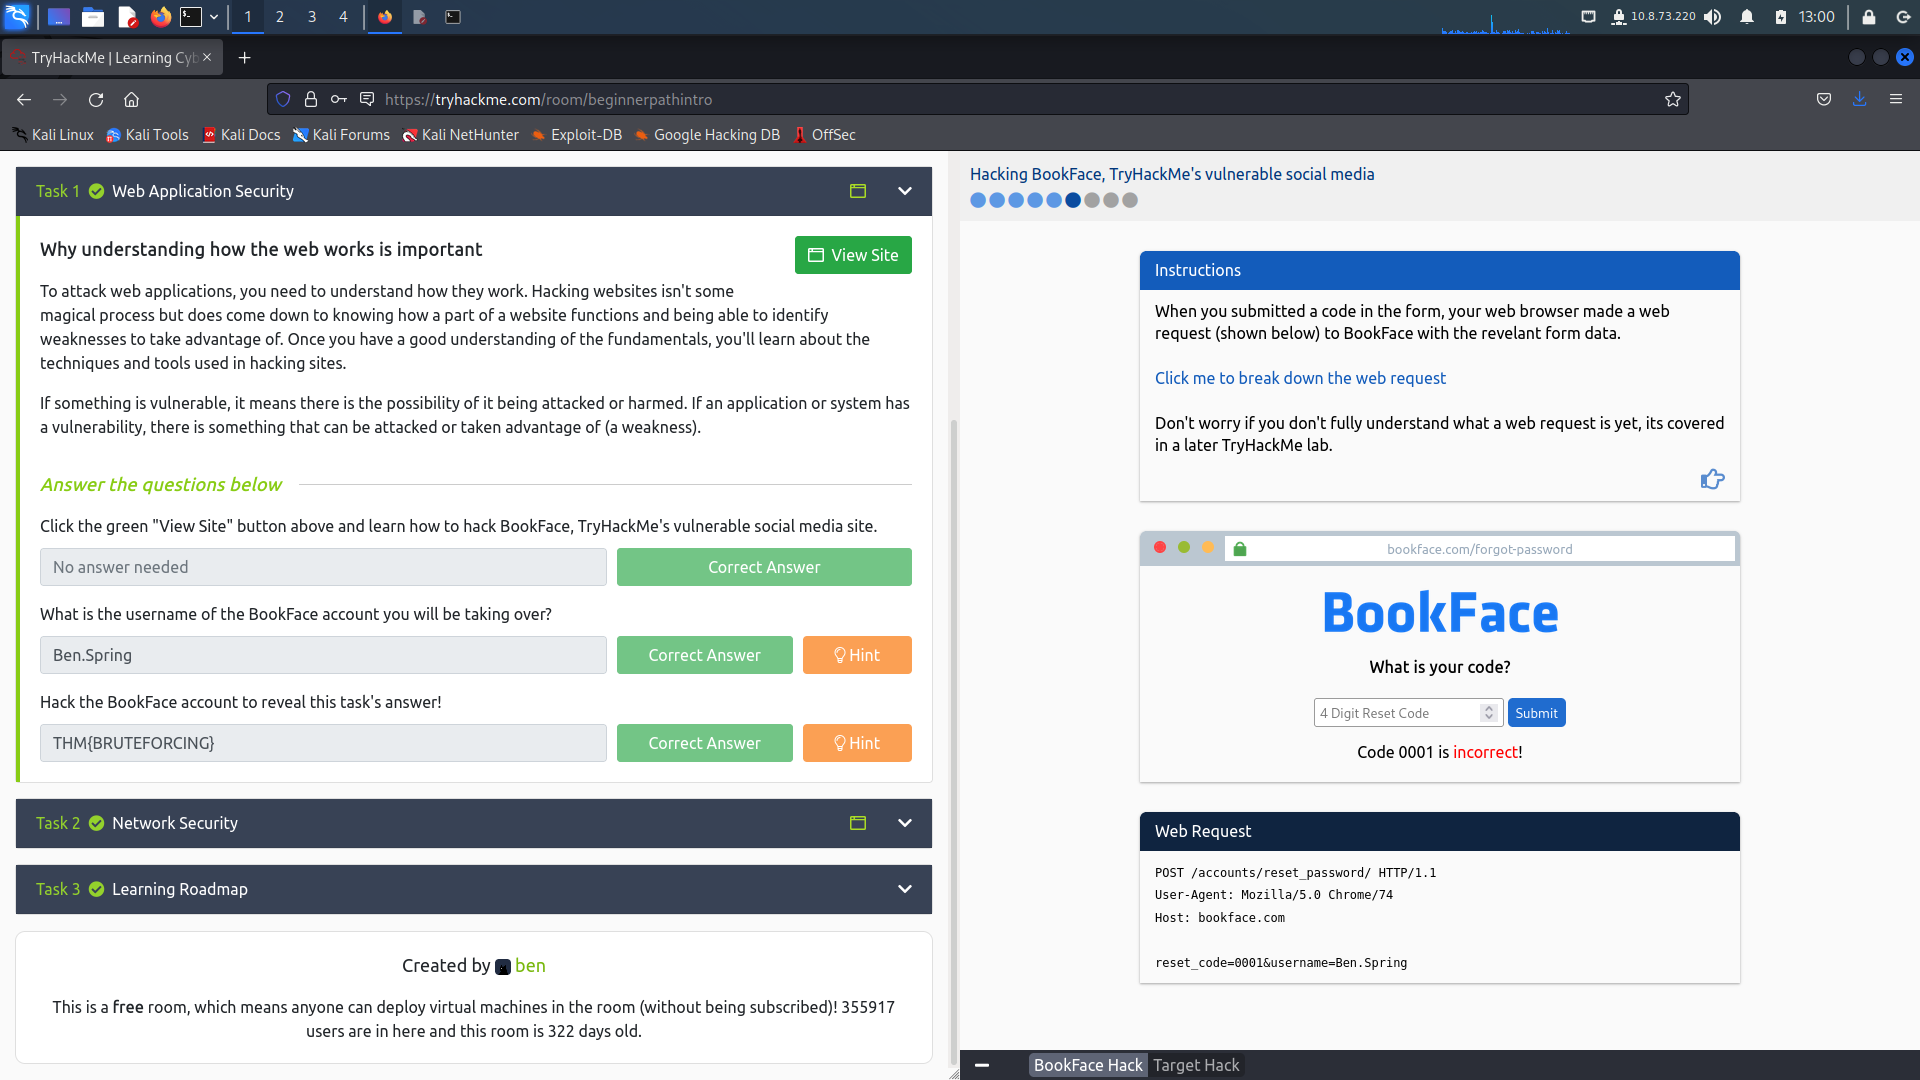 1 2 3 4
10.8.73.220
13:00
TryHackMe | Learning Cyb
https://tryhackme.com/room/beginnerpathintro
Kali Linux Kali Tools Kali Docs Kali Forums Kali NetHunter Exploit-DB Google Hacking DB OffSec
Task 1 Web Application Security
Why understanding how the web works is important
View Site
To attack web applications, you need to understand how they work. Hacking websites isn't some
magical process but does come down to knowing how a part of a website functions and being able to identify
weaknesses to take advantage of. Once you have a good understanding of the fundamentals, you'll learn about the
techniques and tools used in hacking sites.
If something is vulnerable, it means there is the possibility of it being attacked or harmed. If an application or system has
a vulnerability, there is something that can be attacked or taken advantage of (a weakness).
Answer the questions below
Click the green "View Site" button above and learn how to hack BookFace, TryHackMe's vulnerable social media site.
No answer needed Correct Answer
What is the username of the BookFace account you will be taking over?
Ben.Spring Correct Answer Hint
Hack the BookFace account to reveal this task's answer!
THM{BRUTEFORCING} Correct Answer Hint
Task 2 Network Security
Task 3 Learning Roadmap
Created by ben
This is a free room, which means anyone can deploy virtual machines in the room (without being subscribed)! 355917
users are in here and this room is 322 days old.
Hacking BookFace, TryHackMe's vulnerable social media
Instructions
When you submitted a code in the form, your web browser made a web
request (shown below) to BookFace with the revelant form data.
Click me to break down the web request
Don't worry if you don't fully understand what a web request is yet, its covered
in a later TryHackMe lab.
bookface.com/forgot-password
BookFace
What is your code?
4 Digit Reset Code Submit
Code 0001 is incorrect!
Web Request
POST /accounts/reset_password/ HTTP/1.1
User-Agent: Mozilla/5.0 Chrome/74
Host: bookface.com
reset_code=0001&username=Ben.Spring
BookFace Hack Target Hack